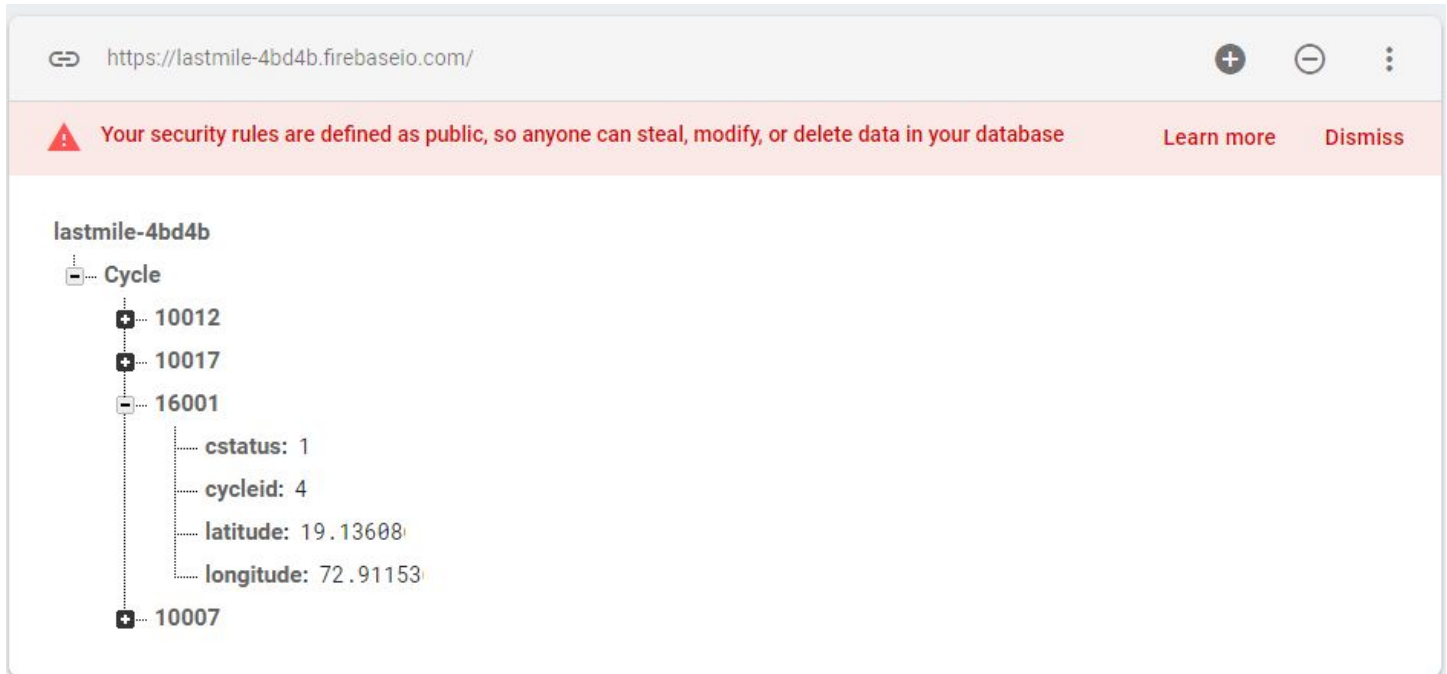 https://lastmile-4bd4b.firebaseio.com/
Your security rules are defined as public, so anyone can steal, modify, or delete data in your database Learn more Dismiss
lastmile-4bd4b
Cycle
10012
10017
16001
cstatus: 1
cycleid: 4
latitude: 19.13608
longitude: 72.91153
10007